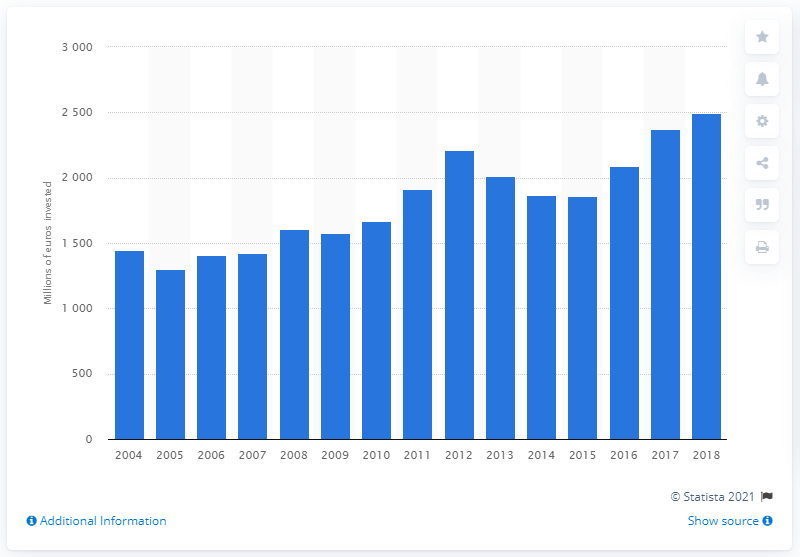 3 000
2 500
2 000
1 500
1 000
500
0
Millions of euros invested
2004 2005 2006 2007 2008 2009 2010 2011 2012 2013 2014 2015 2016 2017 2018
© Statista 2021
Additional Information
Show source